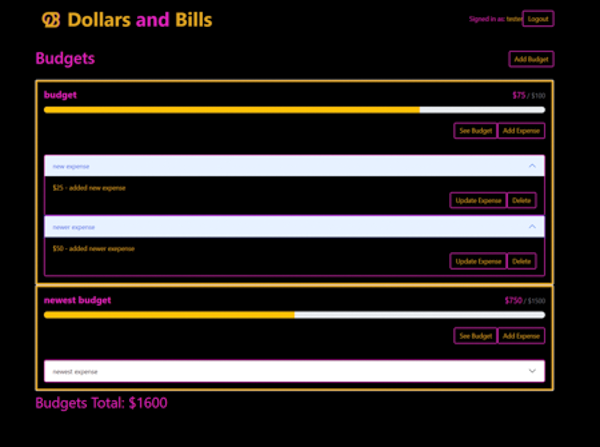 Dollars and Bills
Signed in as: tester Logout
Budgets
Add Budget
budget
$75 / $100
See Budget Add Expense
new expense
$25 - added new expense
Update Expense Delete
newer expense
$50 - added newer exepense
Update Expense Delete
newest budget
$750 / $1500
See Budget Add Expense
newest expense
Budgets Total: $1600